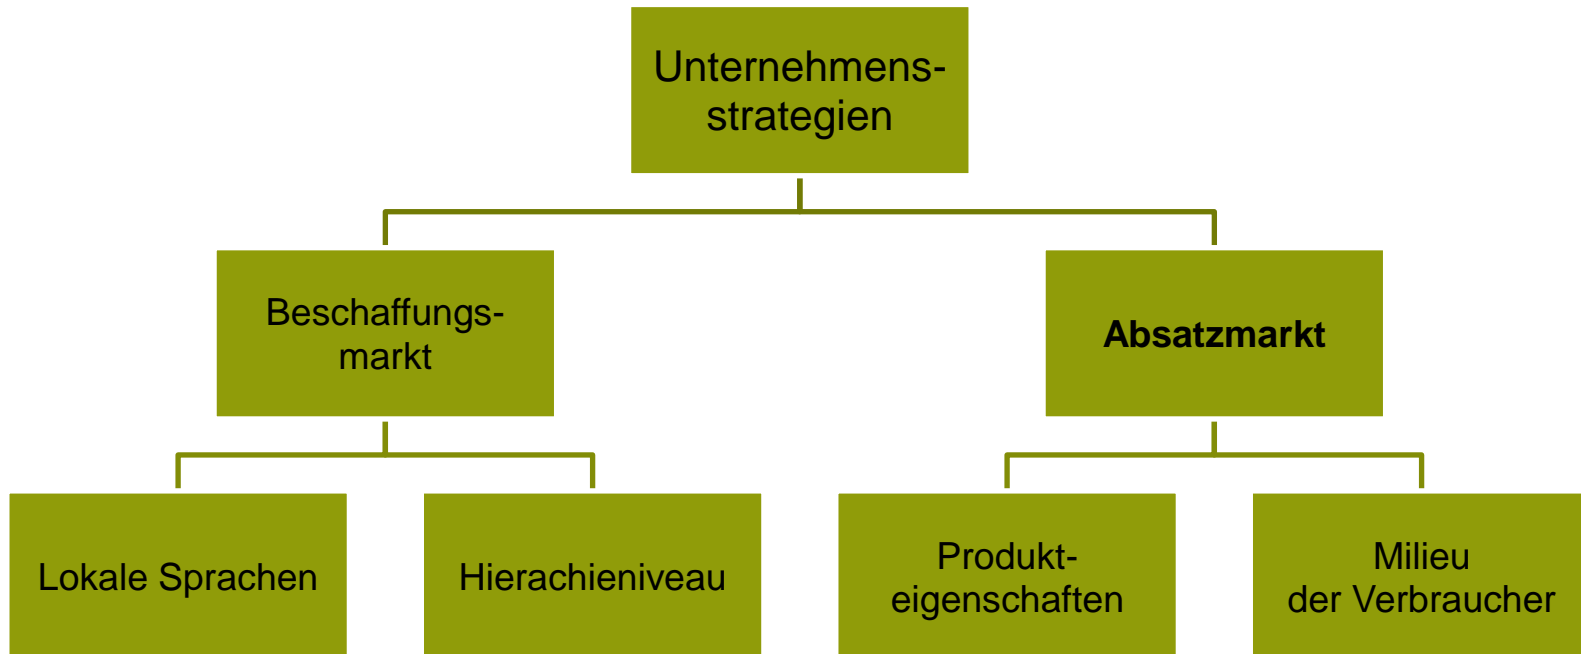 Unternehmens-
strategien
Beschaffungs-
markt
Absatzmarkt
Lokale Sprachen
Hierachieniveau
Produkt-
eigenschaften
Milieu
der Verbraucher